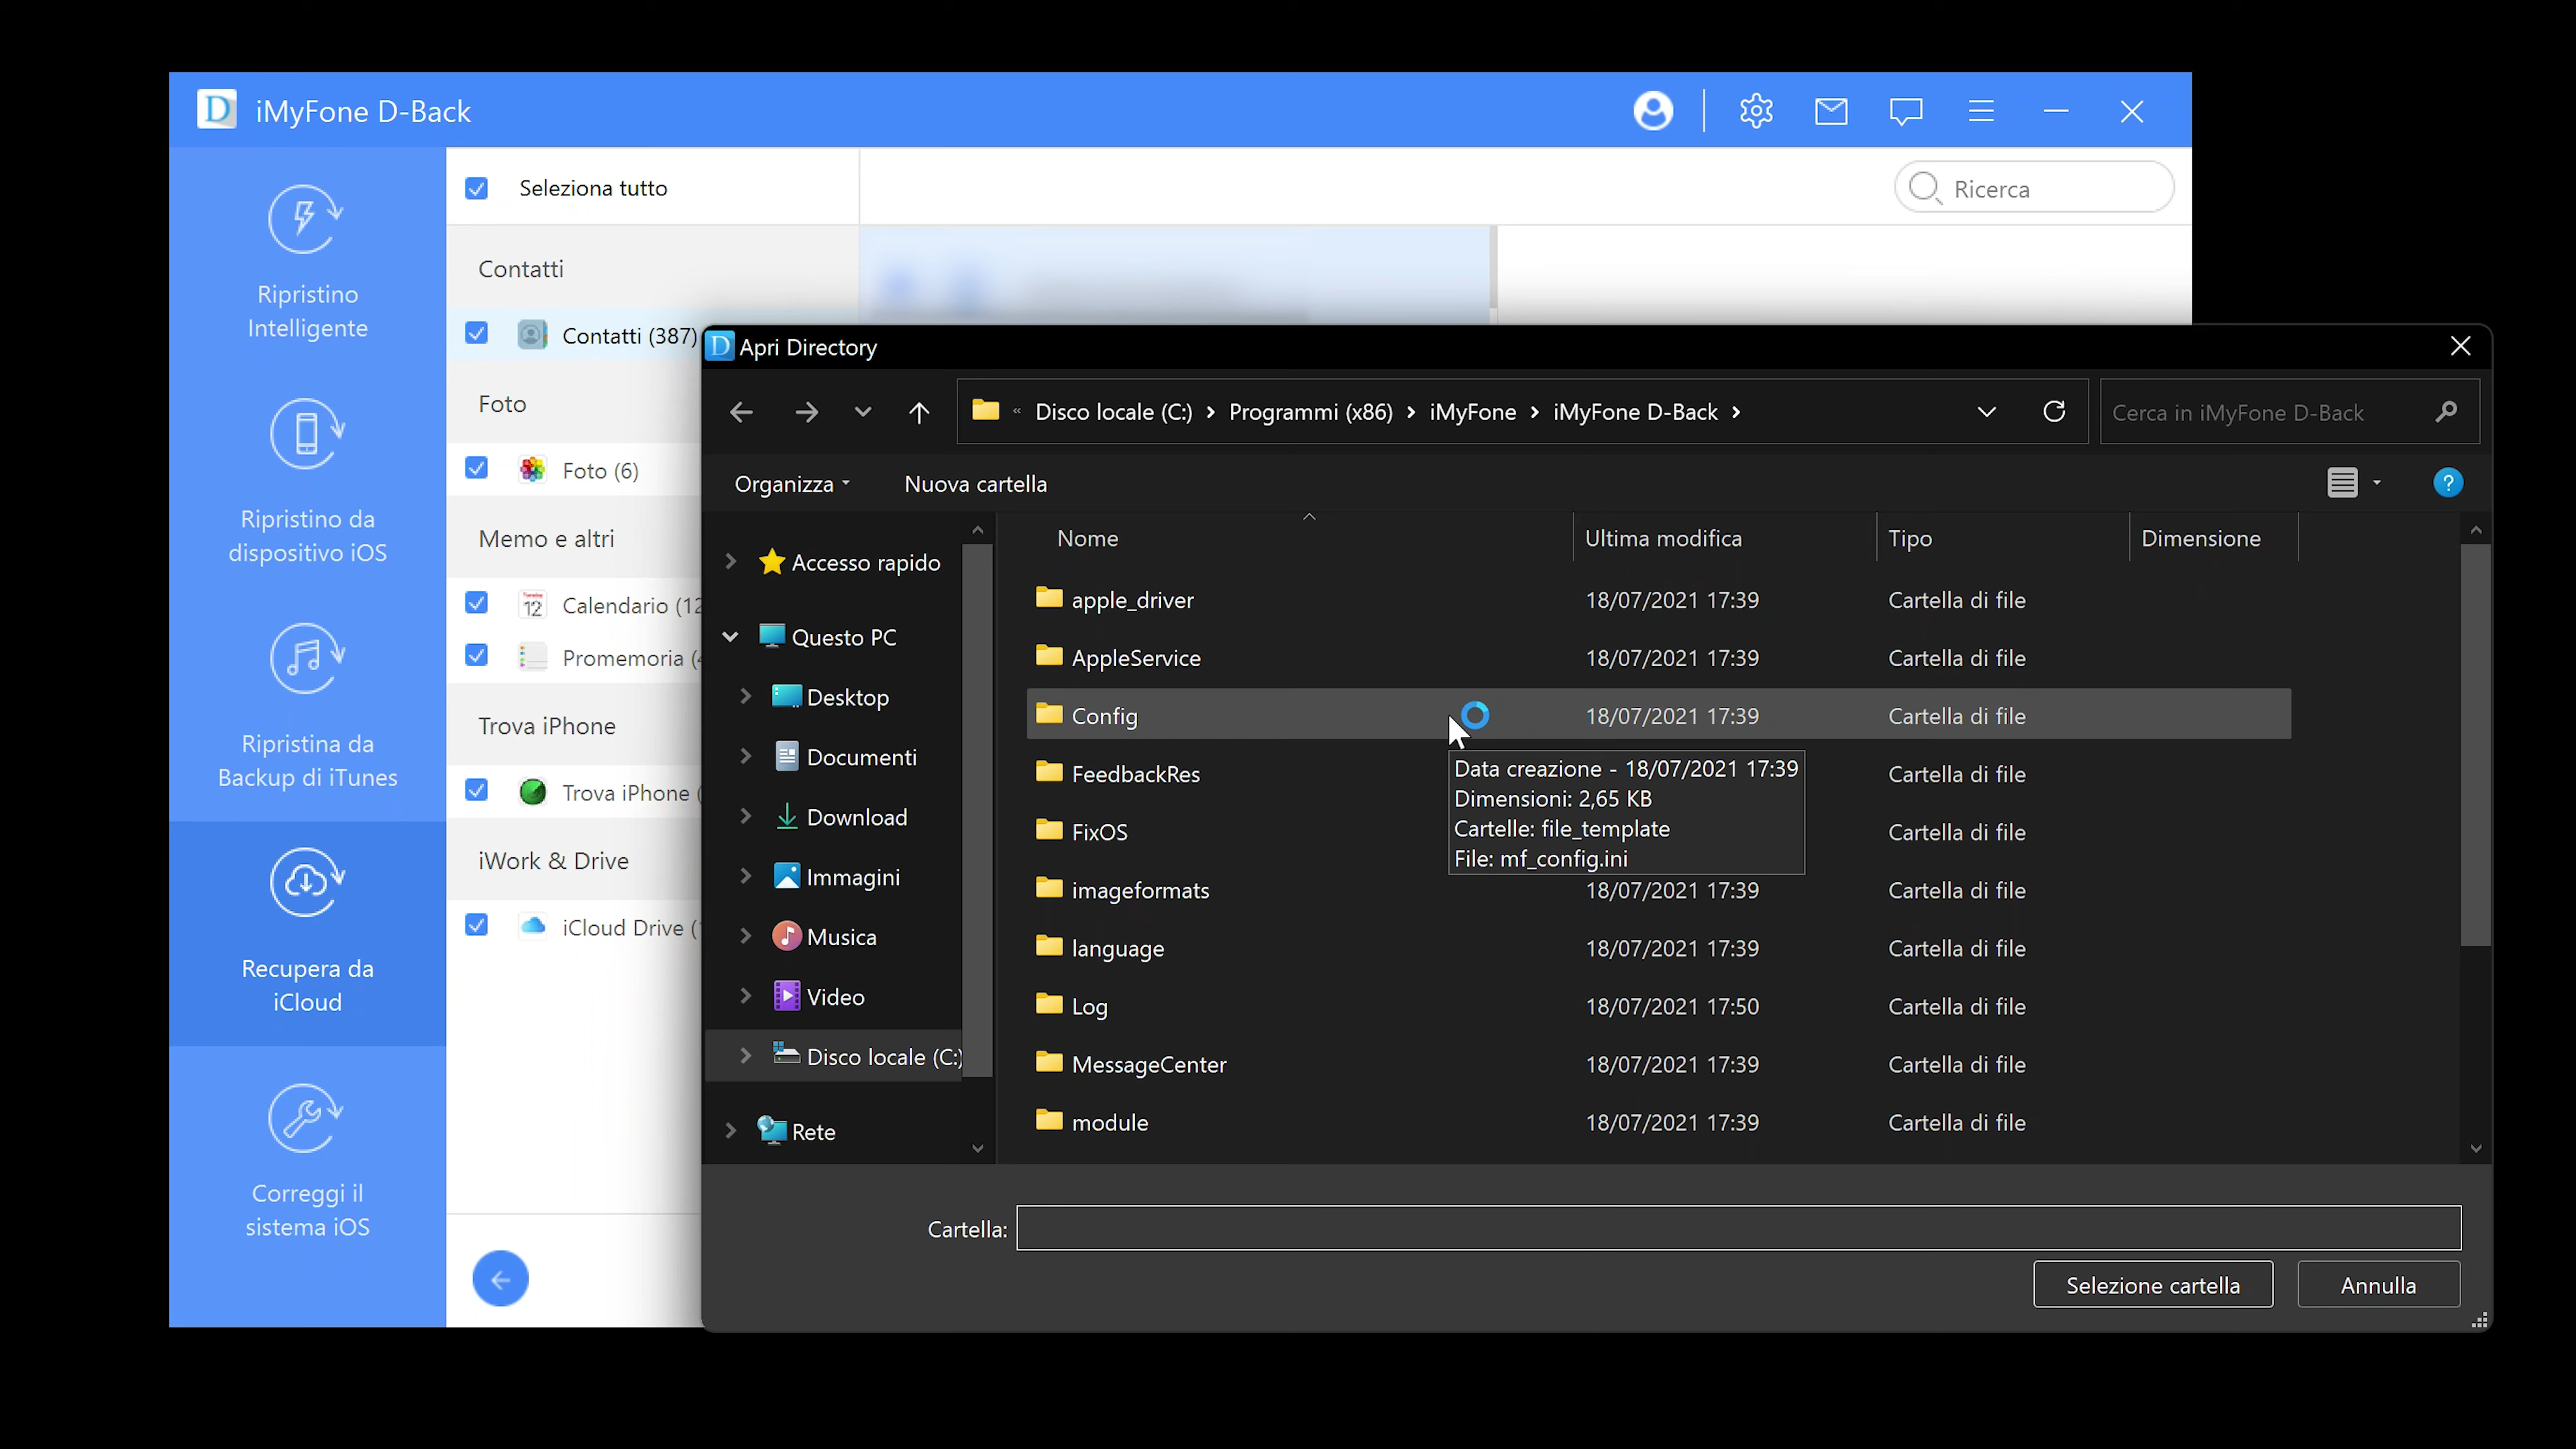 iMyFone D-Back
Seleziona tutto
Ricerca
Ripristino
Intelligente
Ripristino da
dispositivo iOS
Ripristina da
Backup di iTunes
Recupera da
iCloud
Correggi il
sistema iOS
Contatti
Contatti (387)
Foto
Foto (6)
Memo e altri
Calendario (12
Promemoria (
Trova iPhone
Trova iPhone (
iWork & Drive
iCloud Drive (
Apri Directory
« Disco locale (C:) › Programmi (x86) › iMyFone › iMyFone D-Back ›
Cerca in iMyFone D-Back
Organizza
Nuova cartella
Accesso rapido
Questo PC
Desktop
Documenti
Download
Immagini
Musica
Video
Disco locale (C:)
Rete
Nome Ultima modifica Tipo Dimensione
apple_driver 18/07/2021 17:39 Cartella di file
AppleService 18/07/2021 17:39 Cartella di file
Config 18/07/2021 17:39 Cartella di file
FeedbackRes Cartella di file
FixOS Cartella di file
imageformats 18/07/2021 17:39 Cartella di file
language 18/07/2021 17:39 Cartella di file
Log 18/07/2021 17:50 Cartella di file
MessageCenter 18/07/2021 17:39 Cartella di file
module 18/07/2021 17:39 Cartella di file
Data creazione - 18/07/2021 17:39
Dimensioni: 2,65 KB
Cartelle: file_template
File: mf_config.ini
Cartella:
Selezione cartella
Annulla